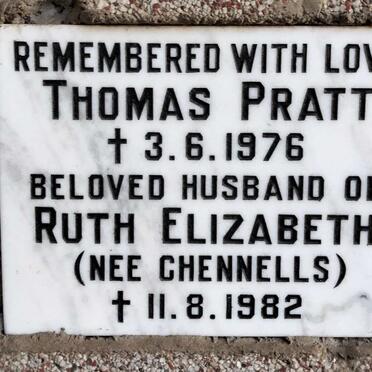 REMEMBERED WITH LOV
THOMAS PRATT
† 3.6.1976
BELOVED HUSBAND O
RUTH ELIZABETH
(NEE CHENNELLS)
† 11.8.1982